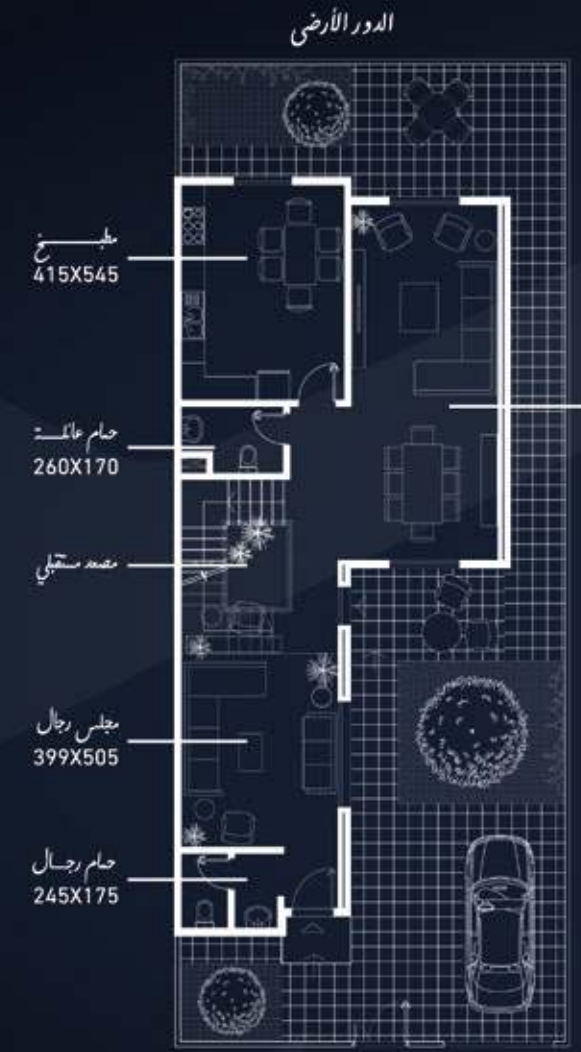 الدور الأرضي
مطبخ
415X545
حمام عائلة
260X170
مصعد مستقبلي
مجلس رجال
399X505
حمام رجال
245X175